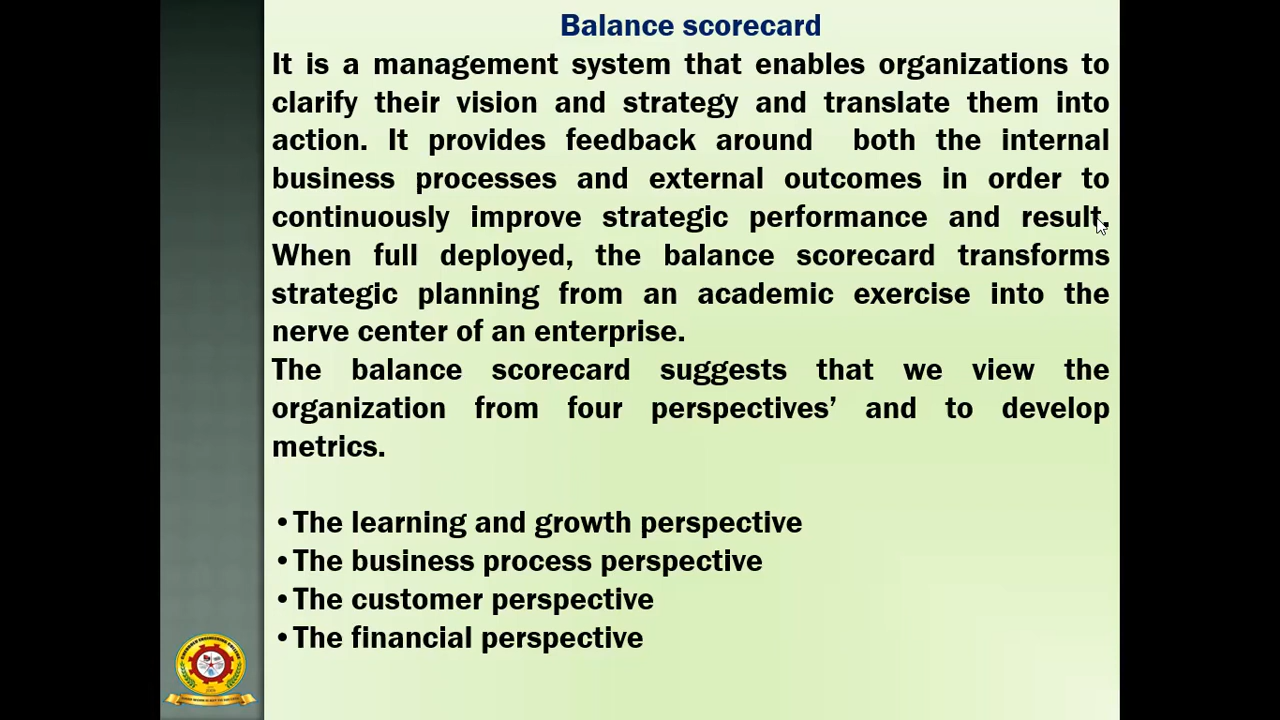 Balance scorecard
It is a management system that enables organizations to
clarify their vision and strategy and translate them into
action. It provides feedback around both the internal
business processes and external outcomes in order to
continuously improve strategic performance and result.
When full deployed, the balance scorecard transforms
strategic planning from an academic exercise into the
nerve center of an enterprise.
The balance scorecard suggests that we view the
organization from four perspectives’ and to develop
metrics.
•The learning and growth perspective
•The business process perspective
•The customer perspective
•The financial perspective